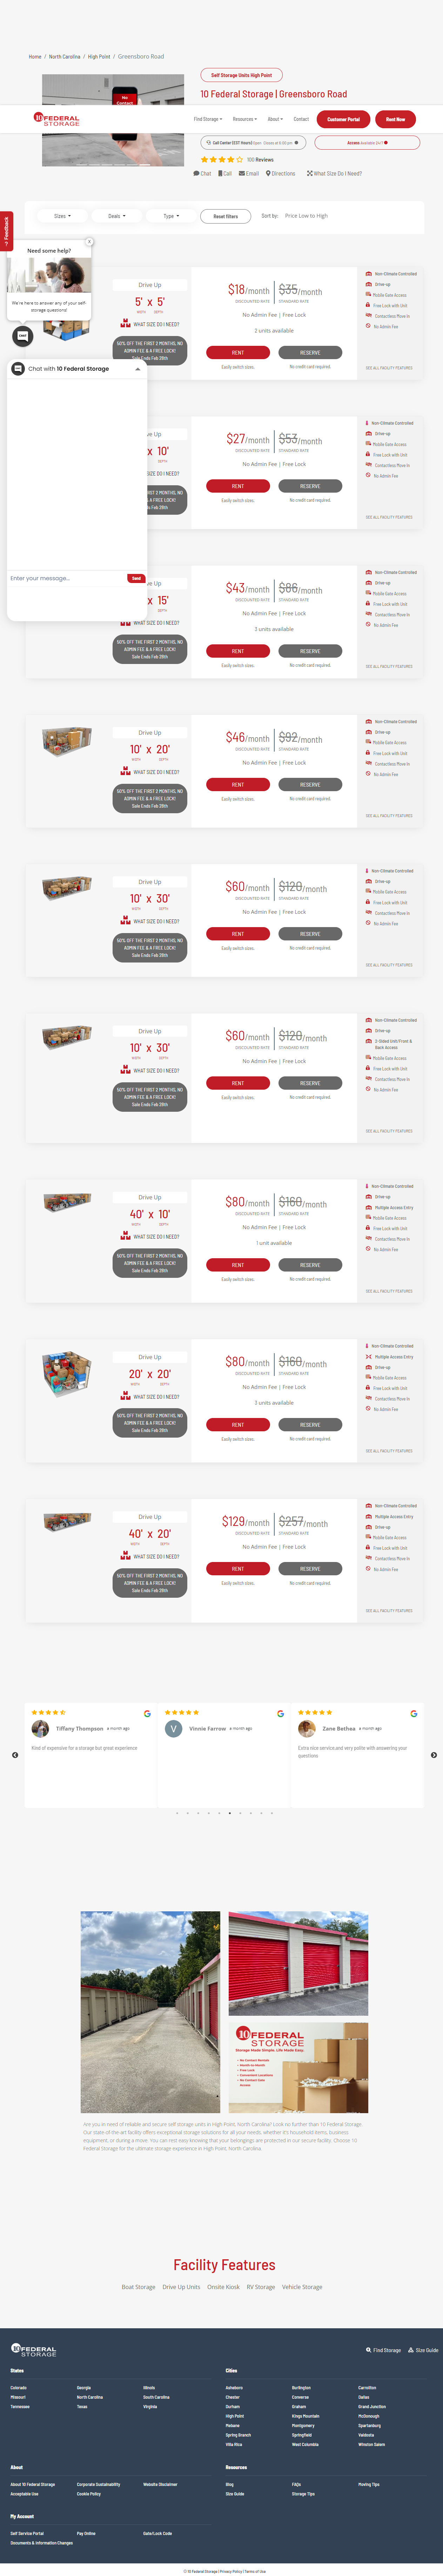 Home / North Carolina / High Point / Greensboro Road
No
Contact
Self Storage Units High Point
10 Federal Storage | Greensboro Road
10 FEDERAL
STORAGE
Find Storage
Resources
About
Contact
Customer Portal
Rent Now
Reviews
Chat
Call
Email
Directions
What Size Do I Need?
Feedback
Sizes
Deals
Type
Reset filters
Sort by:
Price Low to High
Need some help?
We're here to answer any of your self-
storage questions!
Chat with 10 Federal Storage
Enter your message...
Send
Drive Up
5' x 5'
WIDTH DEPTH
WHAT SIZE DO I NEED?
50% OFF THE FIRST 2 MONTHS, NO
ADMIN FEE & A FREE LOCK!
Sale Ends Feb 28th
$18/month $35/month
DISCOUNTED RATE STANDARD RATE
No Admin Fee | Free Lock
2 units available
RENT RESERVE
Easily switch sizes. No credit card required.
Non-Climate Controlled
Drive-up
Mobile Gate Access
Free Lock with Unit
Contactless Move In
No Admin Fee
SEE ALL FACILITY FEATURES
Up
x 10'
DEPTH
SIZE DO I NEED?
FIRST 2 MONTHS, NO
& A FREE LOCK!
Feb 28th
$27/month $53/month
DISCOUNTED RATE STANDARD RATE
No Admin Fee | Free Lock
RENT RESERVE
Easily switch sizes. No credit card required.
Non-Climate Controlled
Drive-up
Mobile Gate Access
Free Lock with Unit
Contactless Move In
No Admin Fee
SEE ALL FACILITY FEATURES
Up
x 15'
DEPTH
WHAT SIZE DO I NEED?
50% OFF THE FIRST 2 MONTHS, NO
ADMIN FEE & A FREE LOCK!
Sale Ends Feb 28th
$43/month $86/month
DISCOUNTED RATE STANDARD RATE
No Admin Fee | Free Lock
2 units available
RENT RESERVE
Easily switch sizes. No credit card required.
Non-Climate Controlled
Drive-up
Mobile Gate Access
Free Lock with Unit
Contactless Move In
No Admin Fee
SEE ALL FACILITY FEATURES
Drive Up
10' x 20'
WIDTH DEPTH
WHAT SIZE DO I NEED?
50% OFF THE FIRST 2 MONTHS, NO
ADMIN FEE & A FREE LOCK!
Sale Ends Feb 28th
$46/month $92/month
DISCOUNTED RATE STANDARD RATE
No Admin Fee | Free Lock
RENT RESERVE
Easily switch sizes. No credit card required.
Non-Climate Controlled
Drive-up
Mobile Gate Access
Free Lock with Unit
Contactless Move In
No Admin Fee
SEE ALL FACILITY FEATURES
Drive Up
10' x 30'
WIDTH DEPTH
WHAT SIZE DO I NEED?
50% OFF THE FIRST 2 MONTHS, NO
ADMIN FEE & A FREE LOCK!
Sale Ends Feb 28th
$60/month $120/month
DISCOUNTED RATE STANDARD RATE
No Admin Fee | Free Lock
RENT RESERVE
Easily switch sizes. No credit card required.
Non-Climate Controlled
Drive-up
Mobile Gate Access
Free Lock with Unit
Contactless Move In
No Admin Fee
SEE ALL FACILITY FEATURES
Drive Up
10' x 30'
WIDTH DEPTH
WHAT SIZE DO I NEED?
50% OFF THE FIRST 2 MONTHS, NO
ADMIN FEE & A FREE LOCK!
Sale Ends Feb 28th
$60/month $120/month
DISCOUNTED RATE STANDARD RATE
No Admin Fee | Free Lock
RENT RESERVE
Easily switch sizes. No credit card required.
Non-Climate Controlled
Drive-up
2-Sided Unit/Front &
Back Access
Mobile Gate Access
Free Lock with Unit
Contactless Move In
No Admin Fee
SEE ALL FACILITY FEATURES
Drive Up
40' x 10'
WIDTH DEPTH
WHAT SIZE DO I NEED?
50% OFF THE FIRST 2 MONTHS, NO
ADMIN FEE & A FREE LOCK!
Sale Ends Feb 28th
$80/month $160/month
DISCOUNTED RATE STANDARD RATE
No Admin Fee | Free Lock
1 unit available
RENT RESERVE
Easily switch sizes. No credit card required.
Non-Climate Controlled
Drive-up
Multiple Access Entry
Mobile Gate Access
Free Lock with Unit
Contactless Move In
No Admin Fee
SEE ALL FACILITY FEATURES
Drive Up
20' x 20'
WIDTH DEPTH
WHAT SIZE DO I NEED?
50% OFF THE FIRST 2 MONTHS, NO
ADMIN FEE & A FREE LOCK!
Sale Ends Feb 28th
$80/month $160/month
DISCOUNTED RATE STANDARD RATE
No Admin Fee | Free Lock
3 units available
RENT RESERVE
Easily switch sizes. No credit card required.
Non-Climate Controlled
Multiple Access Entry
Drive-up
Mobile Gate Access
Free Lock with Unit
Contactless Move In
No Admin Fee
SEE ALL FACILITY FEATURES
Drive Up
40' x 20'
WIDTH DEPTH
WHAT SIZE DO I NEED?
50% OFF THE FIRST 2 MONTHS, NO
ADMIN FEE & A FREE LOCK!
Sale Ends Feb 28th
$129/month $257/month
DISCOUNTED RATE STANDARD RATE
No Admin Fee | Free Lock
RENT RESERVE
Easily switch sizes. No credit card required.
Non-Climate Controlled
Multiple Access Entry
Drive-up
Mobile Gate Access
Free Lock with Unit
Contactless Move In
No Admin Fee
SEE ALL FACILITY FEATURES
Tiffany Thompson a month ago
Kind of expensive for a storage but great experience
V
Vinnie Farrow a month ago
Zane Bethea a month ago
Extra nice service,and very polite with answering your
questions
10 FEDERAL
STORAGE
Storage Made Simple. Life Made Easy.
Are you in need of reliable and secure self storage units in High-Point, North Carolina? Look no further than 10 Federal Storage.
Our state-of-the-art facility offers exceptional storage solutions for all your needs, whether it's household items, business
equipment, or during a move. You can rest easy knowing that your belongings are protected in our secure facility. Choose 10
Federal Storage for the ultimate storage experience in High-Point, North Carolina.
Facility Features
Boat Storage Drive Up Units Onsite Kiosk RV Storage Vehicle Storage
10 FEDERAL
STORAGE
Find Storage Size Guide
States
Colorado Georgia Illinois
Missouri North Carolina South Carolina
Tennessee Texas Virginia
Cities
Asheboro Burlington Carrollton
Chester Converse Dallas
Durham Graham Grand Junction
High Point Kings Mountain McDonough
Mebane Montgomery Spartanburg
Spring Branch Springfield Valdosta
Villa Rica West Columbia Winston Salem
About
About 10 Federal Storage Corporate Sustainability Website Disclaimer
Acceptable Use Cookie Policy
Resources
Blog FAQs Moving Tips
Size Guide Storage Tips
My Account
Self Service Portal Pay Online Gate/Lock Code
Documents & Information Changes
© 10 Federal Storage | Privacy Policy | Terms of Use